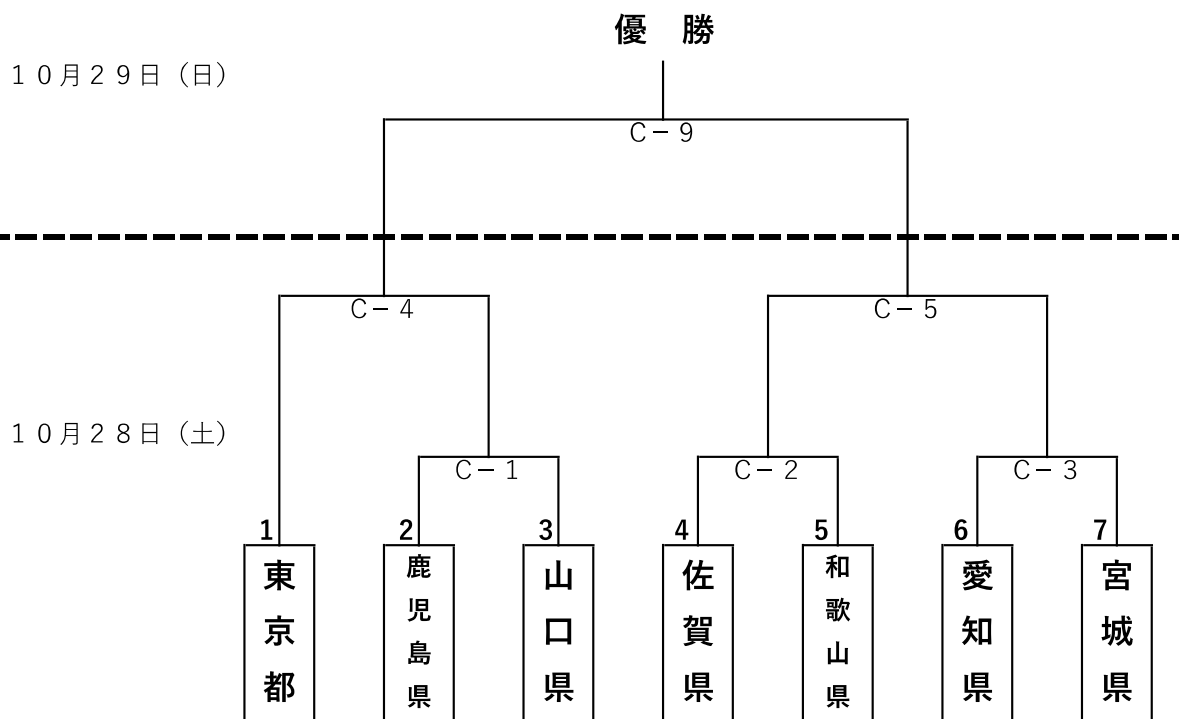 優　勝
１０月２９日（日）
Ｃ－９
Ｃ－４
Ｃ－５
１０月２８日（土）
Ｃ－１
Ｃ－２
Ｃ－３
1
2
3
4
5
6
7
東京都
鹿児島県
山口県
佐賀県
和歌山県
愛知県
宮城県